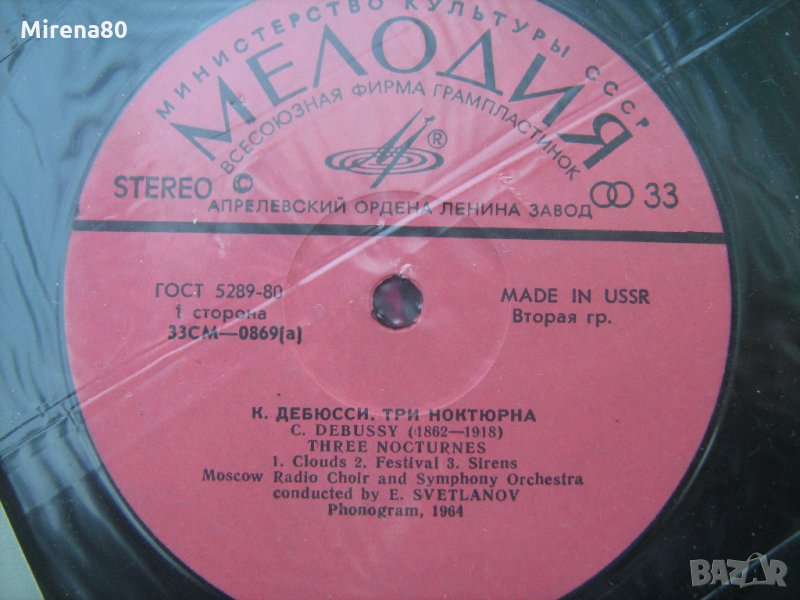 Mirena80
МИНИСТЕРСТВО КУЛЬТУРЫ СССР
МЕЛОДИЯ
ВСЕСОЮЗНАЯ ФИРМА ГРАМПЛАСТИНОК
®
STEREO © 33
АПРЕЛЕВСКИЙ ОРДЕНА ЛЕНИНА ЗАВОД
ГОСТ 5289-80 MADE IN USSR
1 сторона Вторая гр.
33СМ—0869(а)
К. ДЕБЮССИ. ТРИ НОКТЮРНА
C. DEBUSSY (1862—1918)
THREE NOCTURNES
1. Clouds 2. Festival 3. Sirens
Moscow Radio Choir and Symphony Orchestra
conducted by E. SVETLANOV
Phonogram, 1964
BAZAR